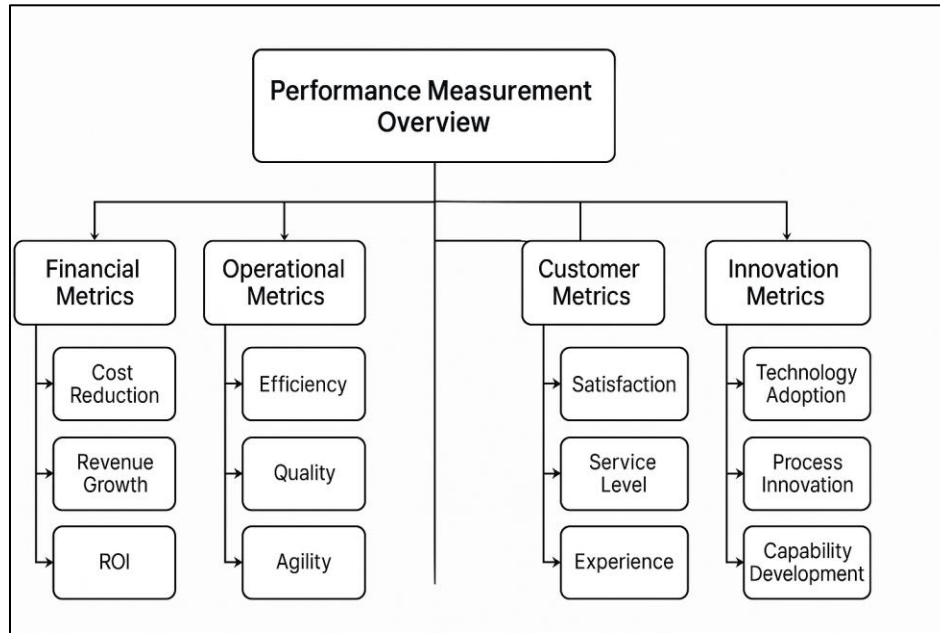 Performance Measurement
Overview
Financial
Metrics
Operational
Metrics
Customer
Metrics
Innovation
Metrics
Cost
Reduction
Revenue
Growth
ROI
Efficiency
Quality
Agility
Satisfaction
Service
Level
Experience
Technology
Adoption
Process
Innovation
Capability
Development